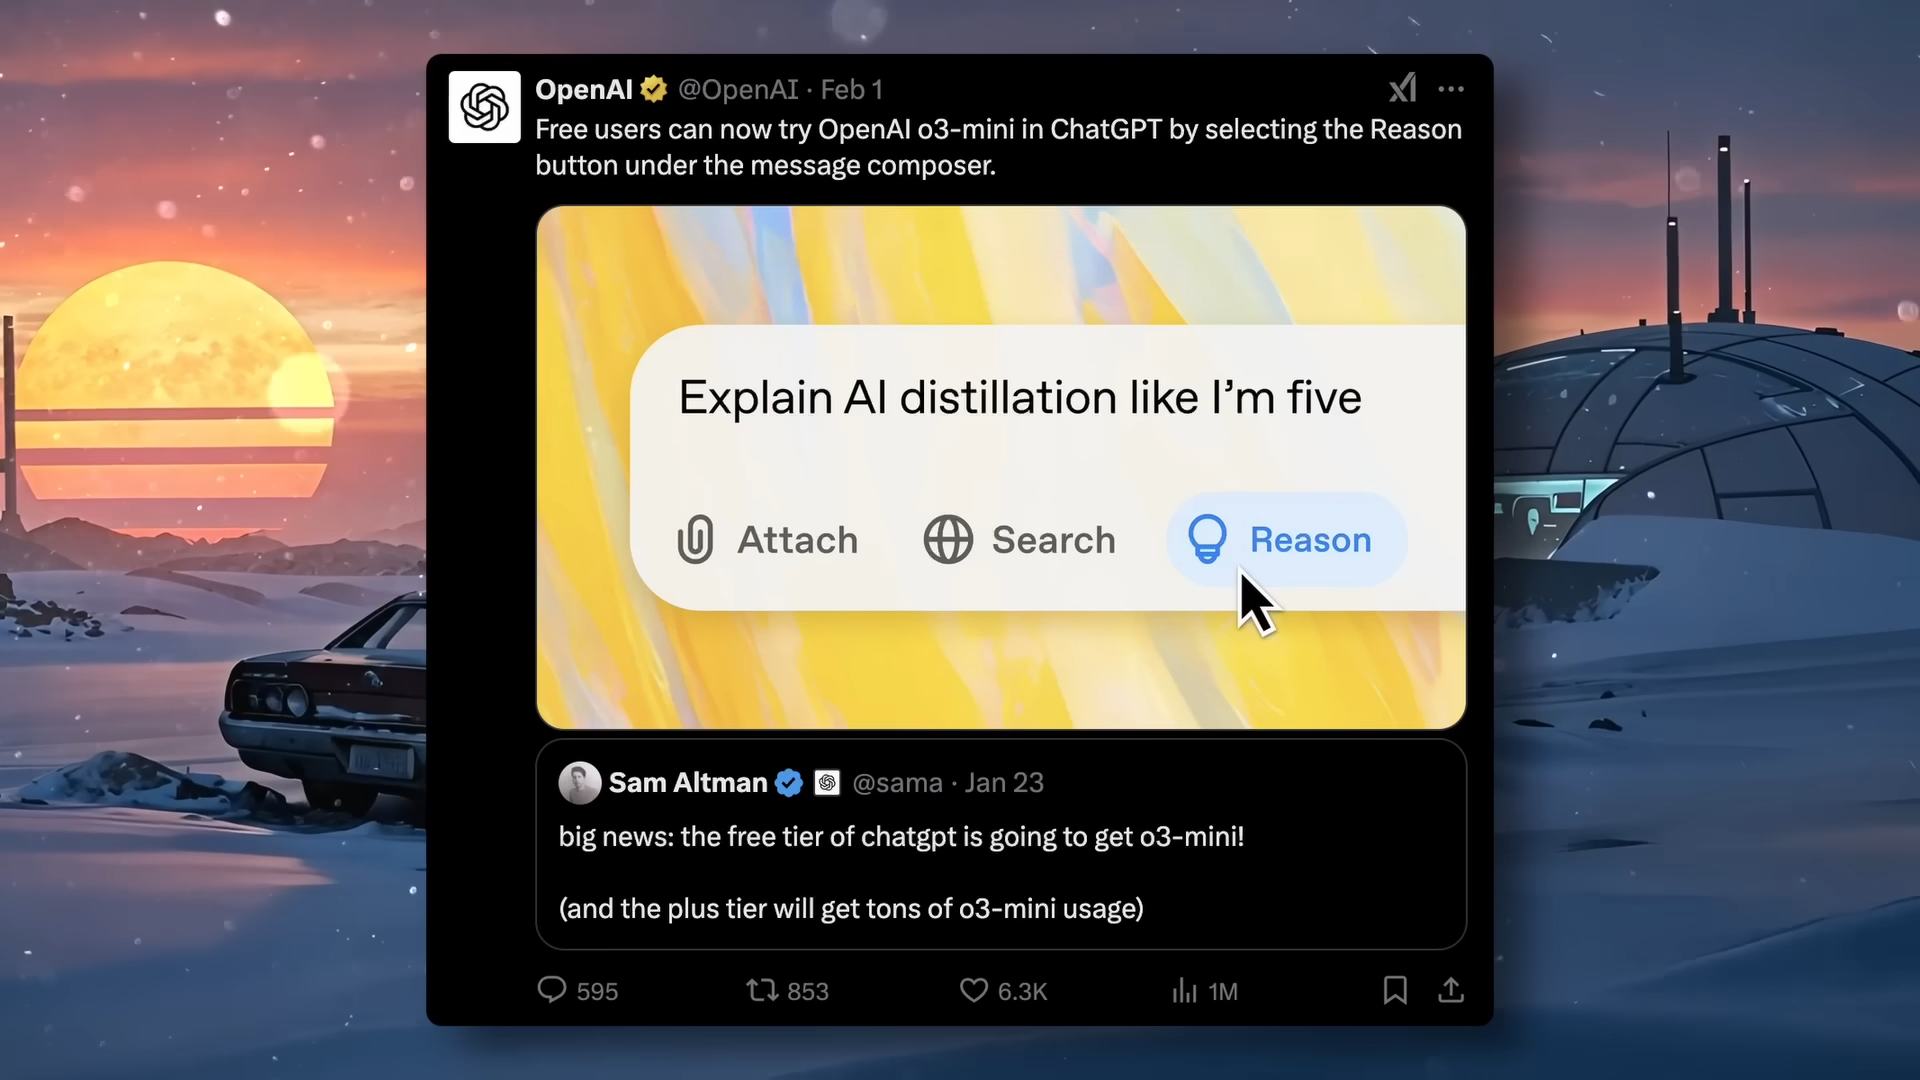 OpenAI @OpenAI · Feb 1
Free users can now try OpenAI o3-mini in ChatGPT by selecting the Reason
button under the message composer.
Explain AI distillation like I’m five
Attach Search Reason
Sam Altman @sama · Jan 23
big news: the free tier of chatgpt is going to get o3-mini!
(and the plus tier will get tons of o3-mini usage)
595 853 6.3K 1M